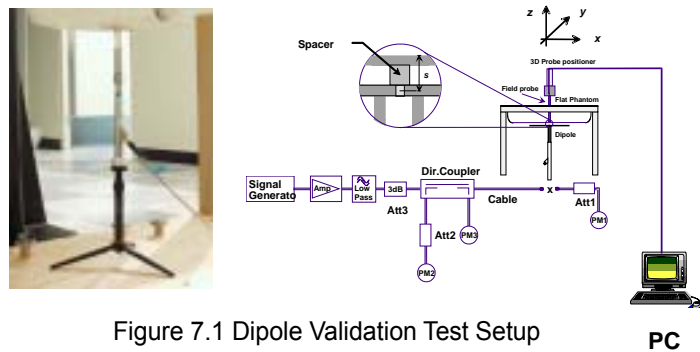 z
y
x
Spacer
s
3D Probe positioner
Field probe
Flat Phantom
Dipole
Dir.Coupler
Signal
Generato
Amp
Low
Pass
3dB
Att3
Cable
x
Att1
PM1
Att2
PM3
PM2
PC
Figure 7.1 Dipole Validation Test Setup